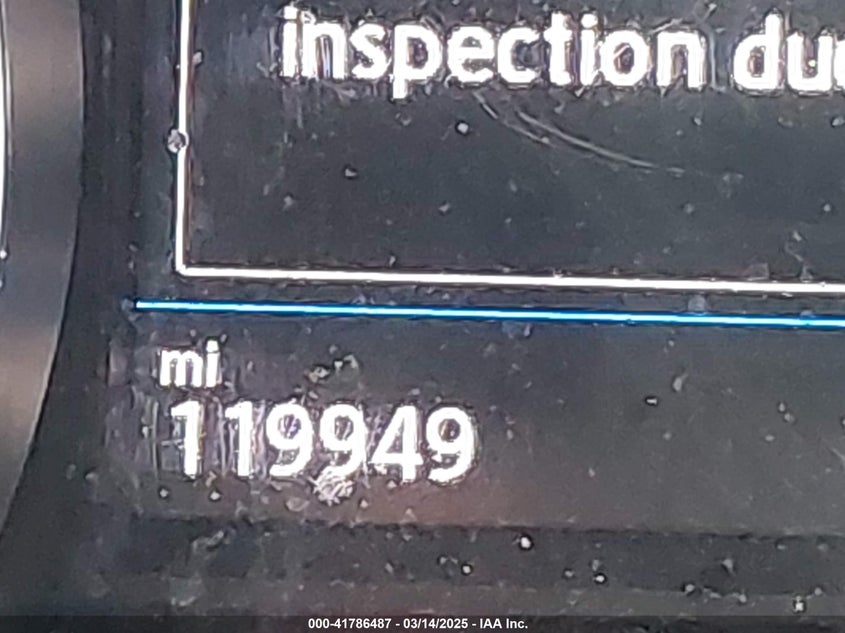 inspection du
mi
119949
000-41786487 - 03/14/2025 - IAA Inc.